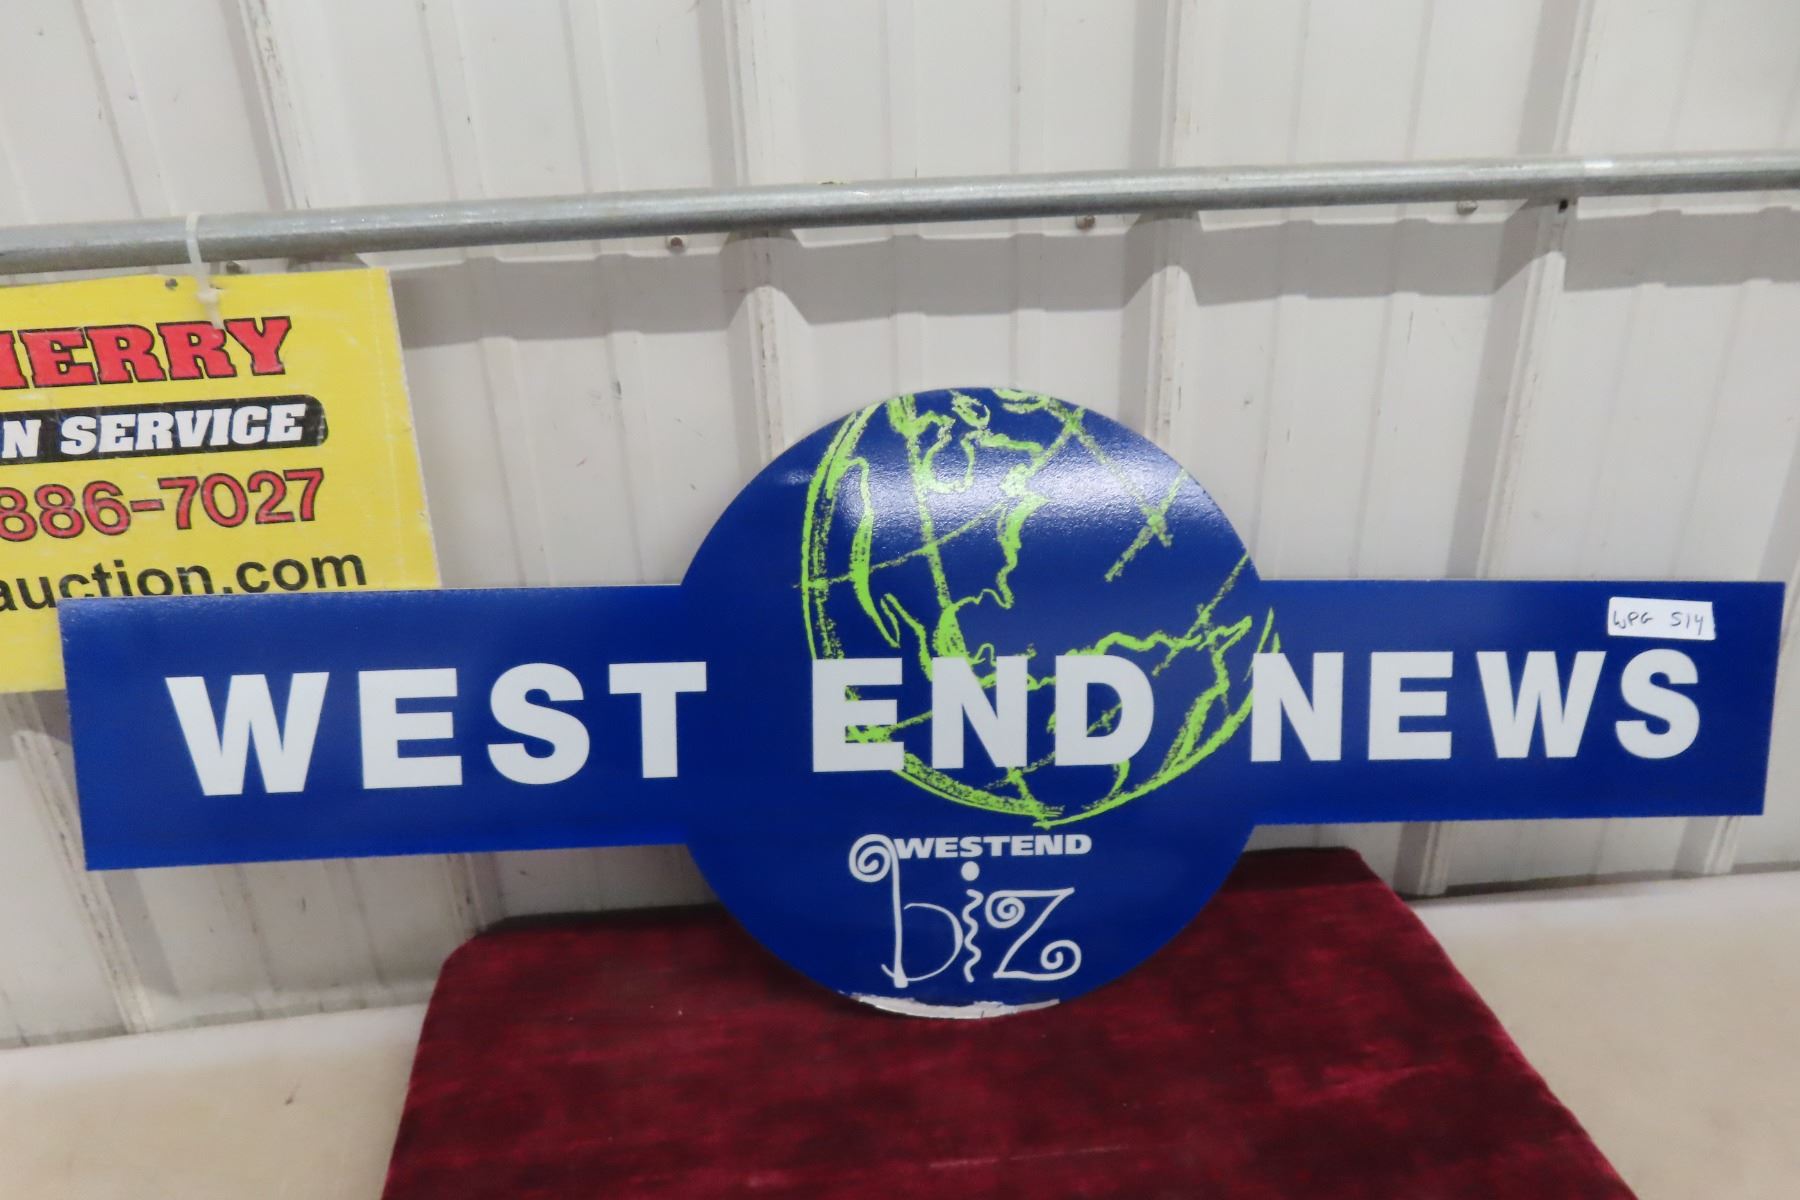 HERRY
N SERVICE
886-7027
auction.com
WPG 514
WEST END NEWS
WESTEND
biz